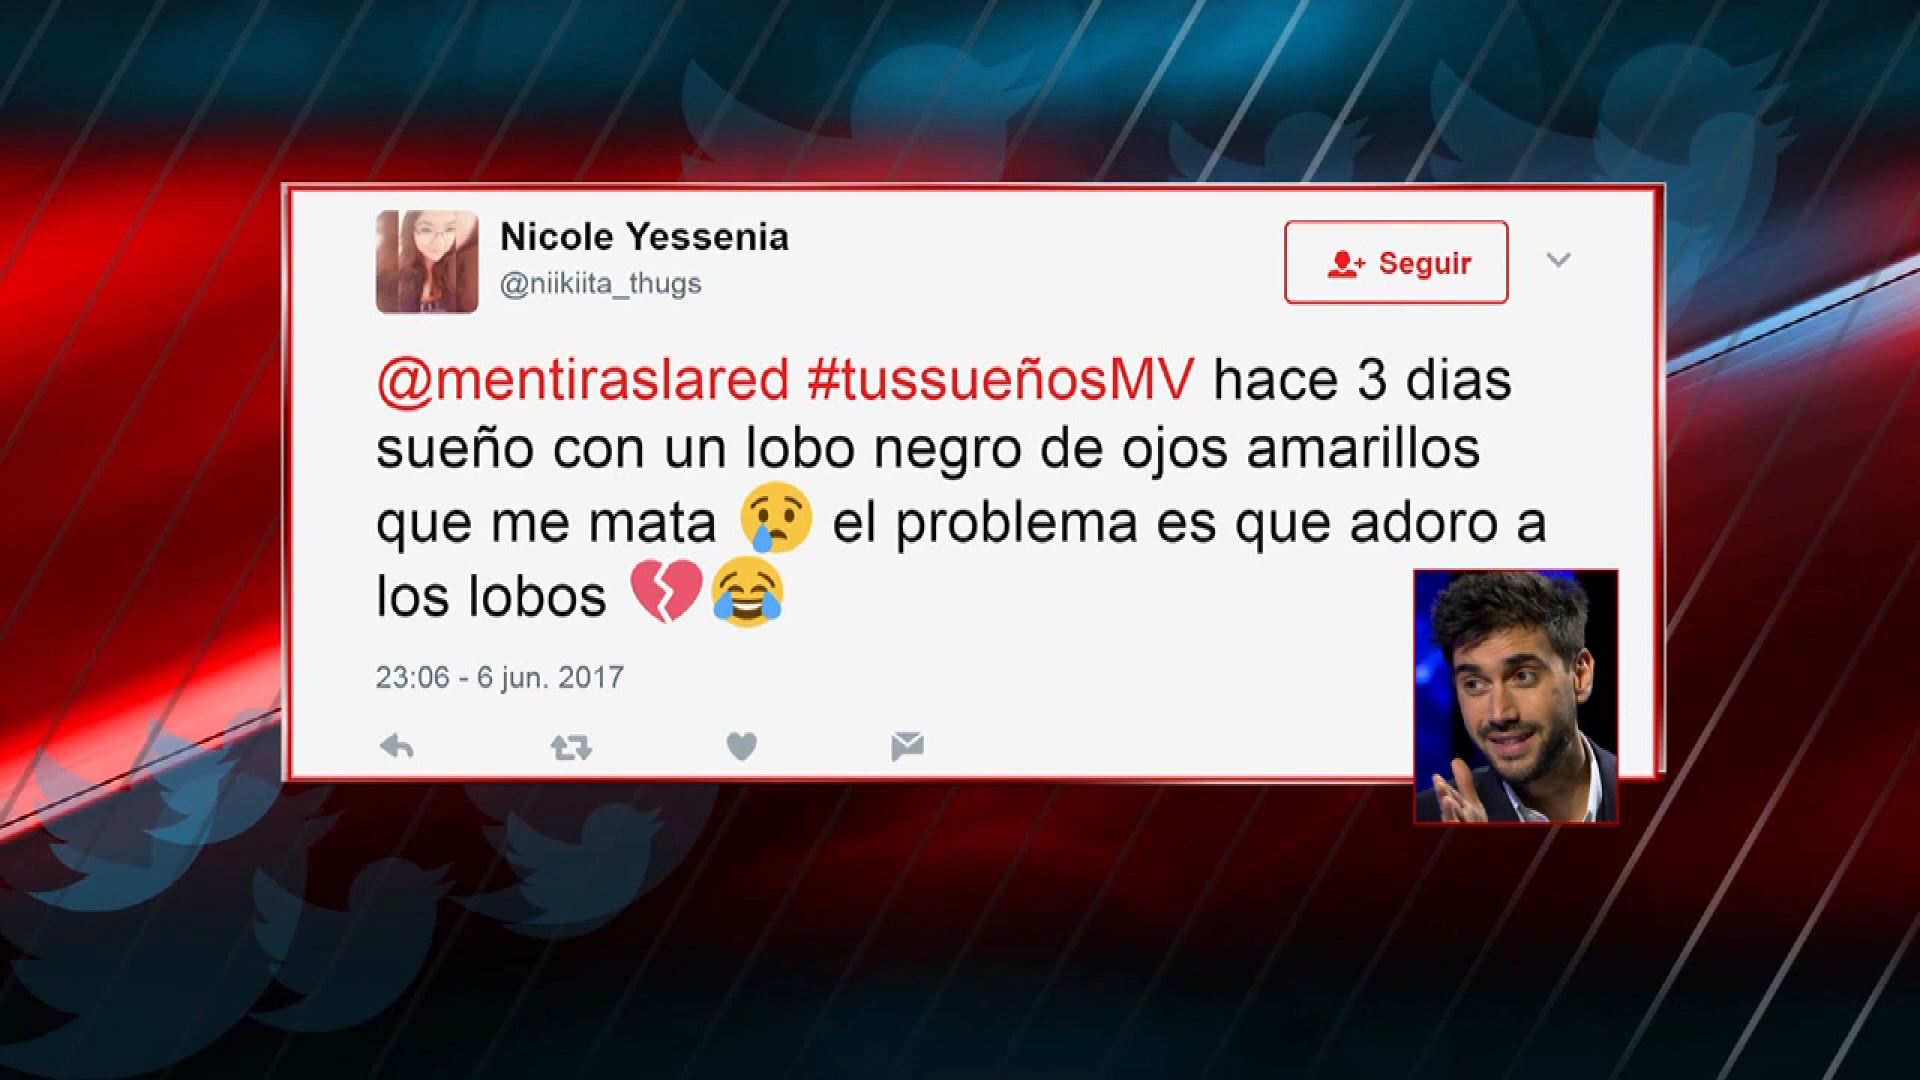 Nicole Yessenia
@niikiita_thugs
Seguir
@mentiraslared #tussueñosMV hace 3 dias
sueño con un lobo negro de ojos amarillos
que me mata 😢 el problema es que adoro a
los lobos 💔😂
23:06 - 6 jun. 2017